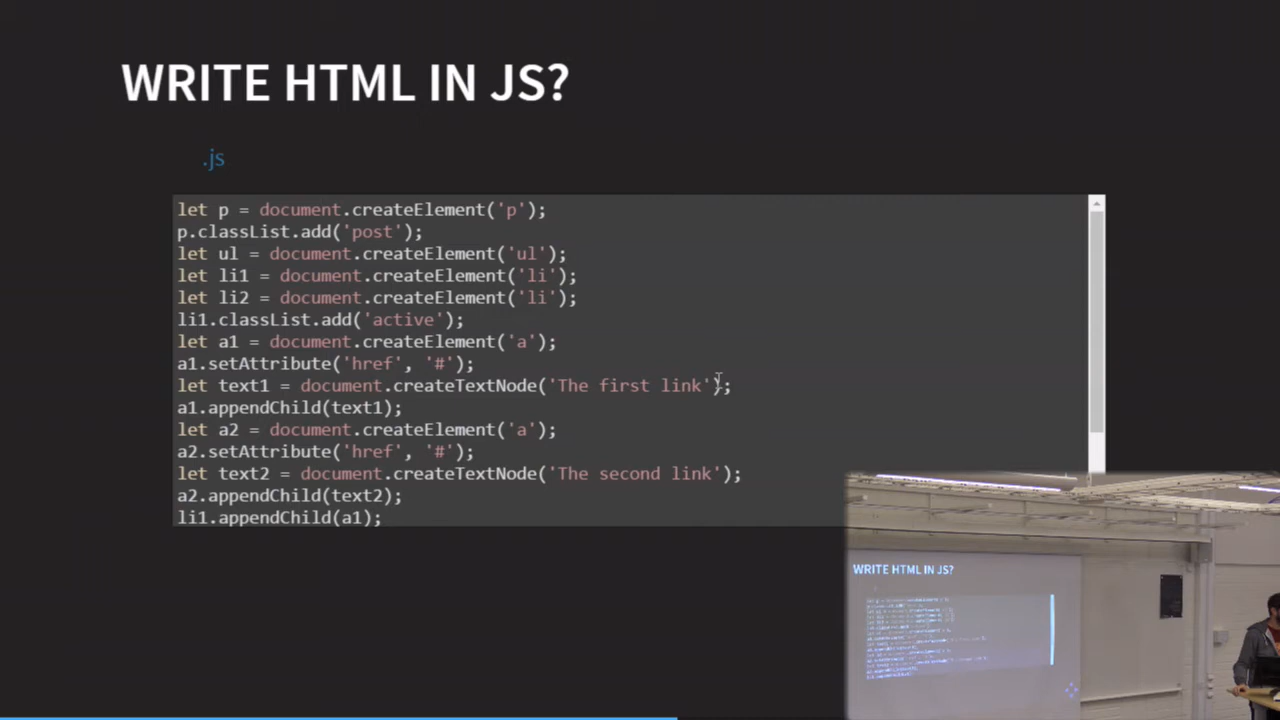 WRITE HTML IN JS?
.js
let p = document.createElement('p');
p.classList.add('post');
let ul = document.createElement('ul');
let li1 = document.createElement('li');
let li2 = document.createElement('li');
li1.classList.add('active');
let a1 = document.createElement('a');
a1.setAttribute('href', '#');
let text1 = document.createTextNode('The first link');
a1.appendChild(text1);
let a2 = document.createElement('a');
a2.setAttribute('href', '#');
let text2 = document.createTextNode('The second link');
a2.appendChild(text2);
li1.appendChild(a1);
WRITE HTML IN JS?